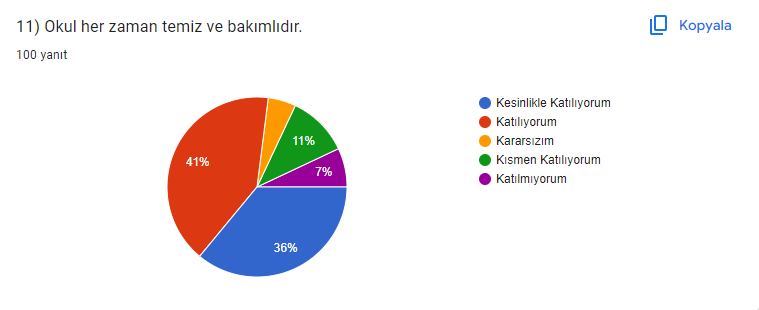 11) Okul her zaman temiz ve bakımlıdır.
Kopyala
100 yanıt
Kesinlikle Katılıyorum
Katılıyorum
Kararsızım
Kısmen Katılıyorum
Katılmıyorum
41%
11%
7%
36%